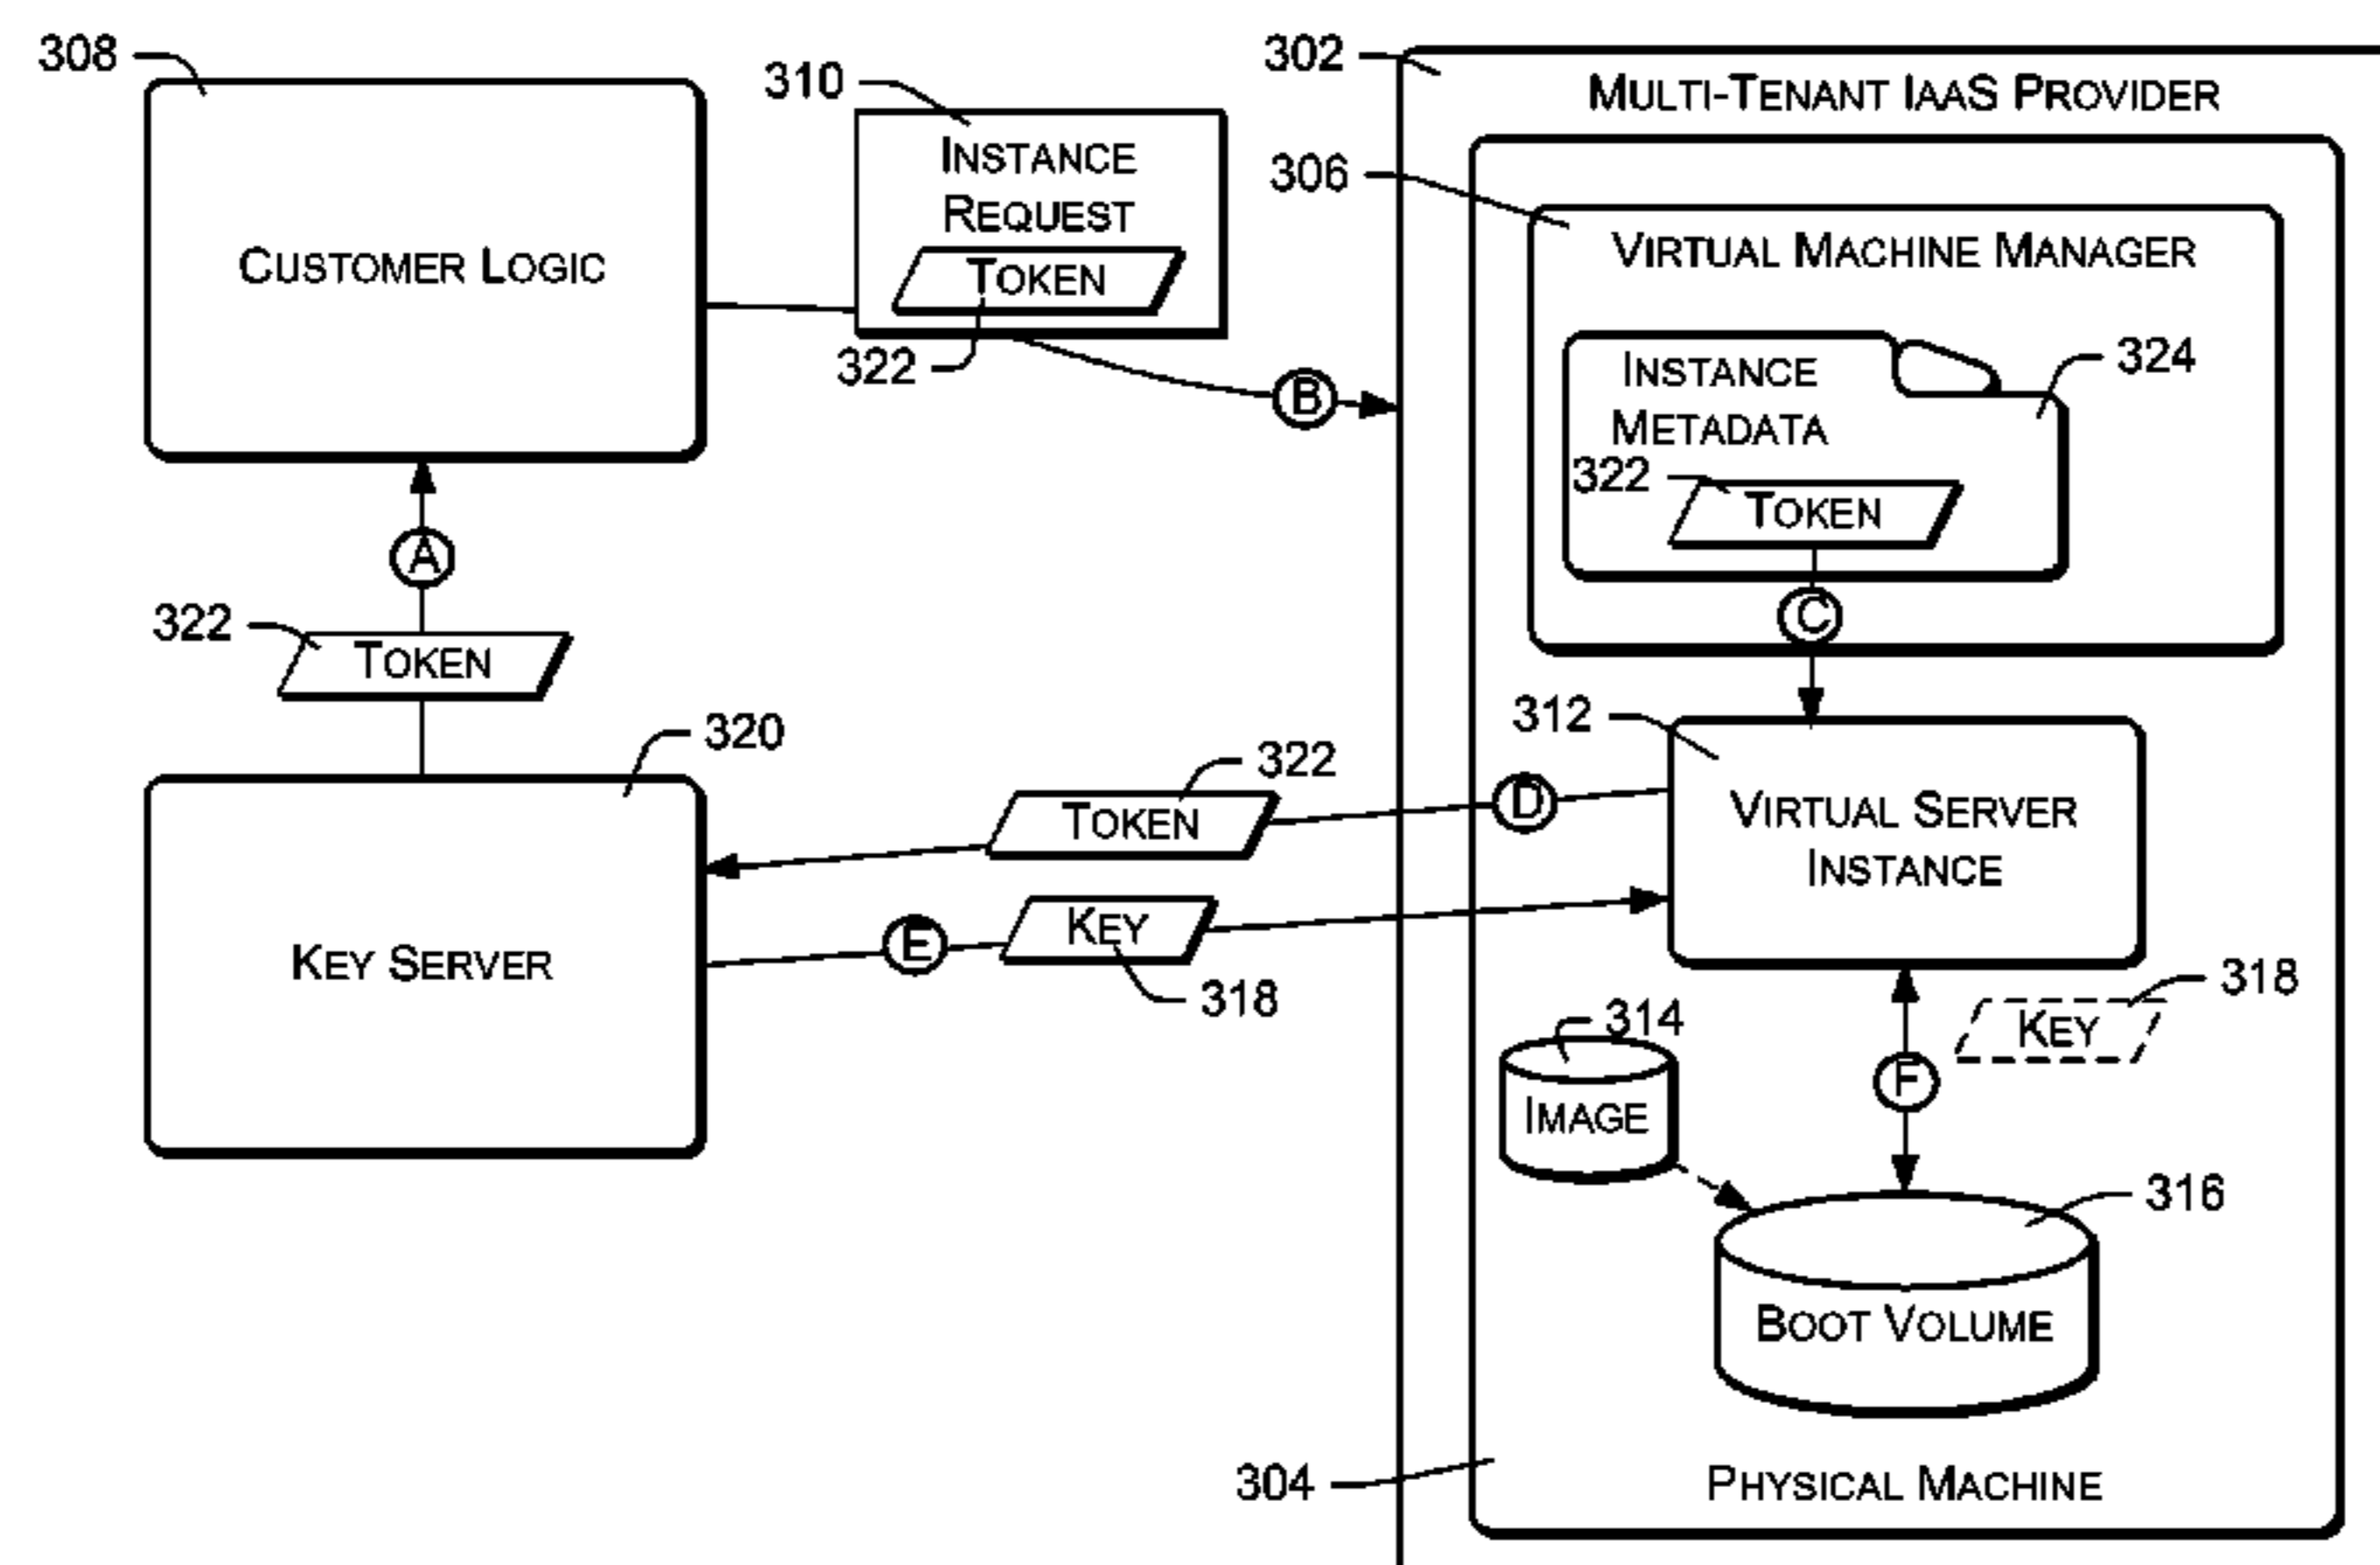 308
CUSTOMER LOGIC
310
INSTANCE
REQUEST
TOKEN
322
B
A
322
TOKEN
320
KEY SERVER
322
TOKEN
D
E
KEY
318
302
MULTI-TENANT IAAS PROVIDER
306
VIRTUAL MACHINE MANAGER
INSTANCE
METADATA
324
322
TOKEN
C
312
VIRTUAL SERVER
INSTANCE
318
KEY
F
314
IMAGE
316
BOOT VOLUME
304
PHYSICAL MACHINE